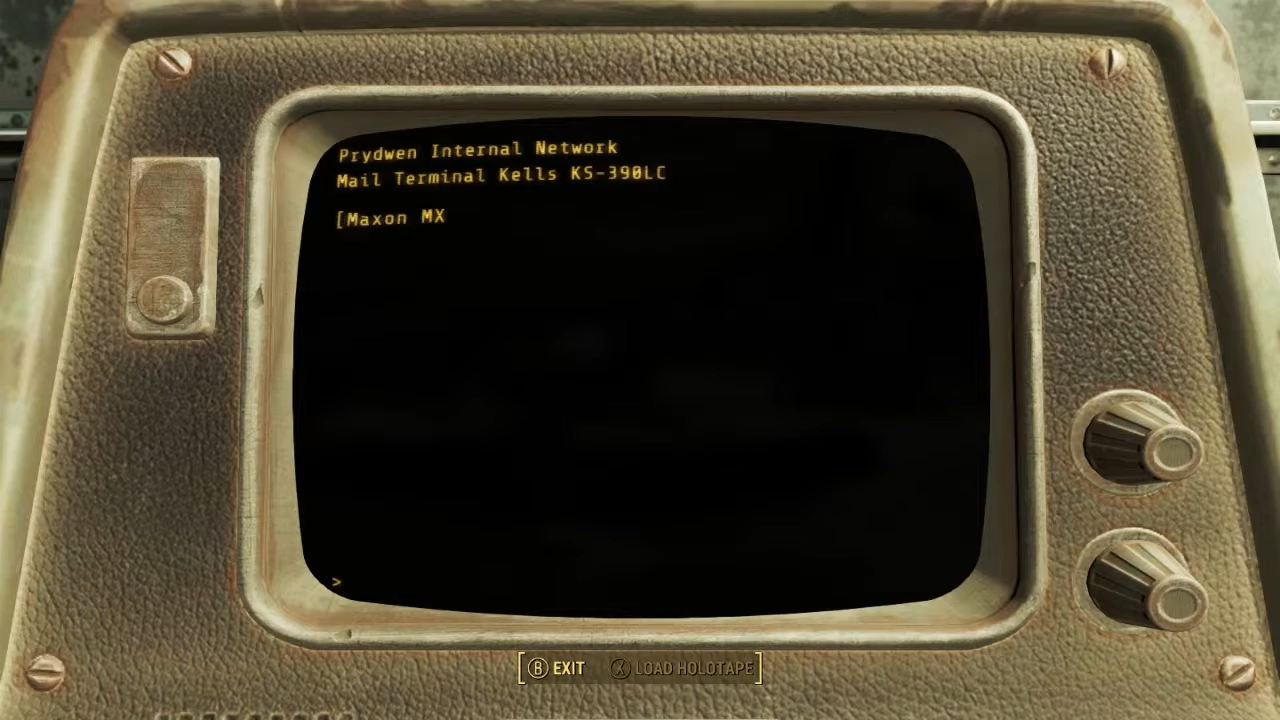 Prydwen Internal Network
Mail Terminal Kells KS-390LC
[Maxon MX
>
[Ⓑ EXIT Ⓧ LOAD HOLOTAPE]